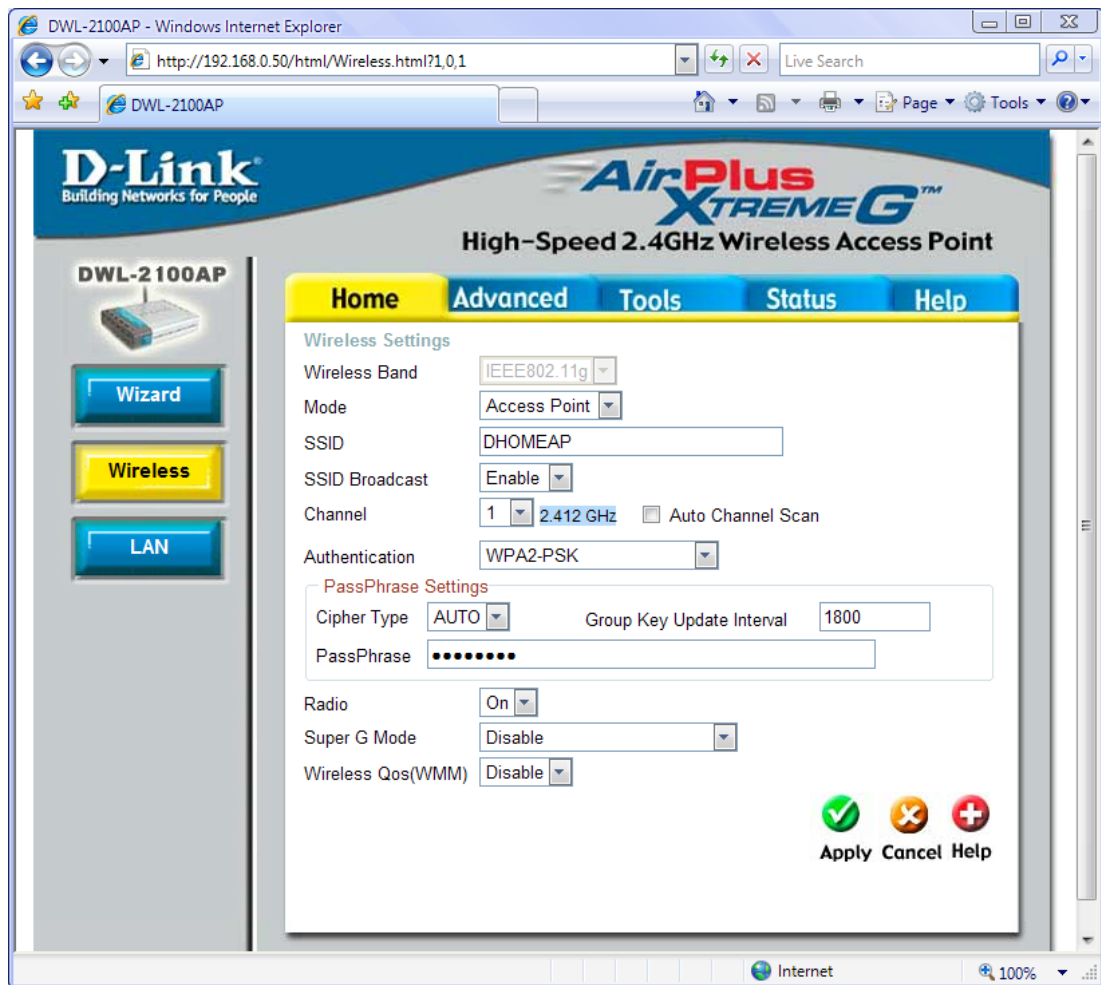 DWL-2100AP - Windows Internet Explorer
http://192.168.0.50/html/Wireless.html?1,0,1
Live Search
DWL-2100AP
Page
Tools
D-Link
Building Networks for People
AirPlus
XTREME G™
High-Speed 2.4GHz Wireless Access Point
DWL-2100AP
Wizard
Wireless
LAN
Home Advanced Tools Status Help
Wireless Settings
Wireless Band IEEE802.11g
Mode Access Point
SSID DHOMEAP
SSID Broadcast Enable
Channel 1 2.412 GHz Auto Channel Scan
Authentication WPA2-PSK
PassPhrase Settings
Cipher Type AUTO Group Key Update Interval 1800
PassPhrase ••••••••
Radio On
Super G Mode Disable
Wireless Qos(WMM) Disable
Apply Cancel Help
Internet 100%